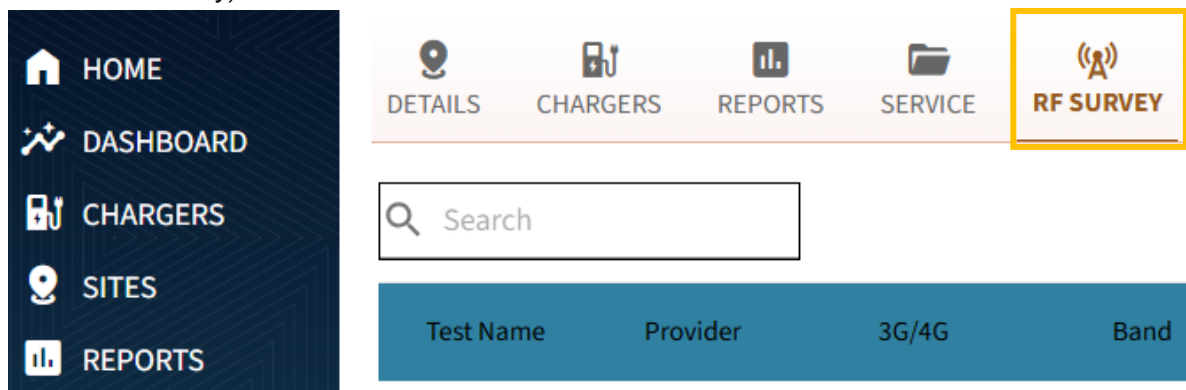 HOME
DASHBOARD
CHARGERS
SITES
REPORTS
DETAILS CHARGERS REPORTS SERVICE RF SURVEY
Search
Test Name Provider 3G/4G Band